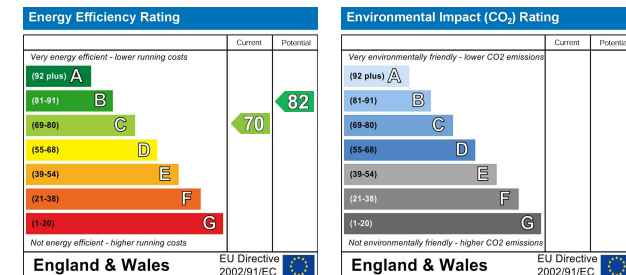 Energy Efficiency Rating
Current Potential
Very energy efficient - lower running costs
(92 plus) A
(81-91) B
82
(69-80) C
70
(55-68) D
(39-54) E
(21-38) F
(1-20) G
Not energy efficient - higher running costs
England & Wales
EU Directive
2002/91/EC
Environmental Impact (CO₂) Rating
Current Potential
Very environmentally friendly - lower CO2 emissions
(92 plus) A
(81-91) B
(69-80) C
(55-68) D
(39-54) E
(21-38) F
(1-20) G
Not environmentally friendly - higher CO2 emissions
England & Wales
EU Directive
2002/91/EC